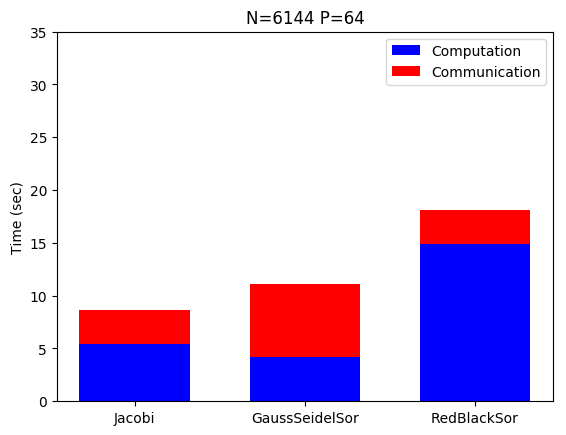 N=6144 P=64
Computation
Communication
Time (sec)
35
30
25
20
15
10
5
0
Jacobi
GaussSeidelSor
RedBlackSor